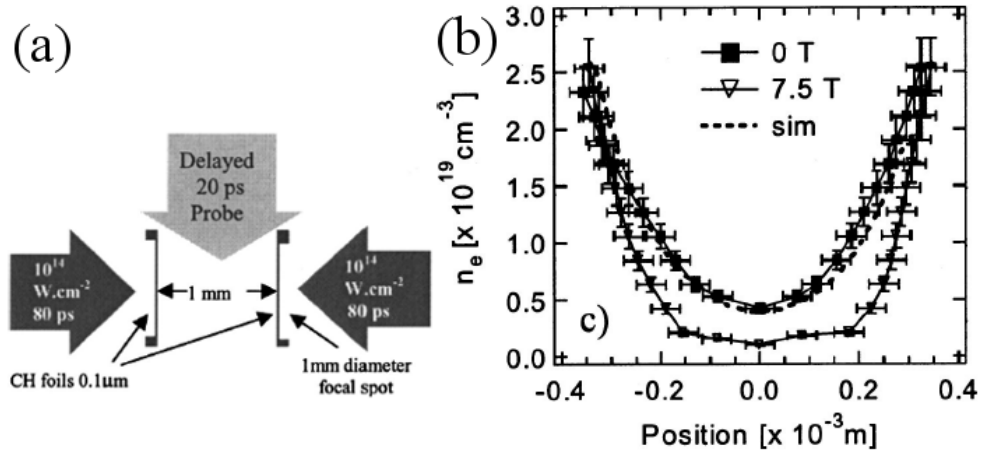 (a)
Delayed
20 ps
Probe
10^14
W.cm^-2
80 ps
1 mm
10^14
W.cm^-2
80 ps
CH foils 0.1µm
1mm diameter
focal spot
(b)
n_e [x 10^19 cm^-3]
3.0
2.5
2.0
1.5
1.0
0.5
0.0
0 T
7.5 T
sim
c)
-0.4
-0.2
0.0
0.2
0.4
Position [x 10^-3 m]